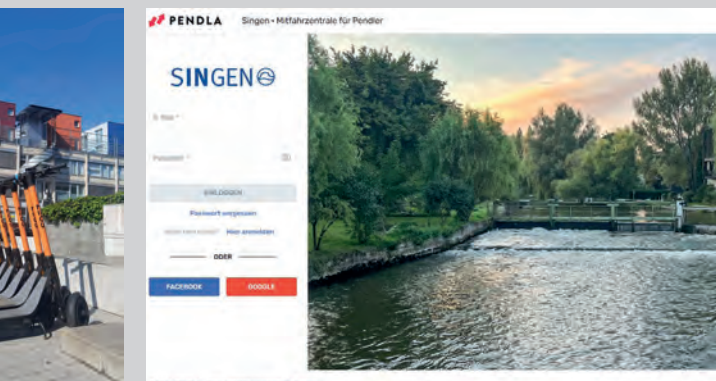 PENDLA Singen • Mitfahrzentrale für Pendler
SINGEN
E-Mail *
Passwort *
EINLOGGEN
Passwort vergessen
Hier anmelden
ODER
FACEBOOK GOOGLE